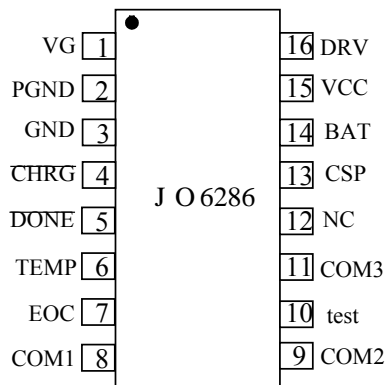 VG 1 16 DRV
PGND 2 15 VCC
GND 3 14 BAT
CHRG 4 13 CSP
J O 6286
DONE 5 12 NC
TEMP 6 11 COM3
EOC 7 10 test
COM1 8 9 COM2